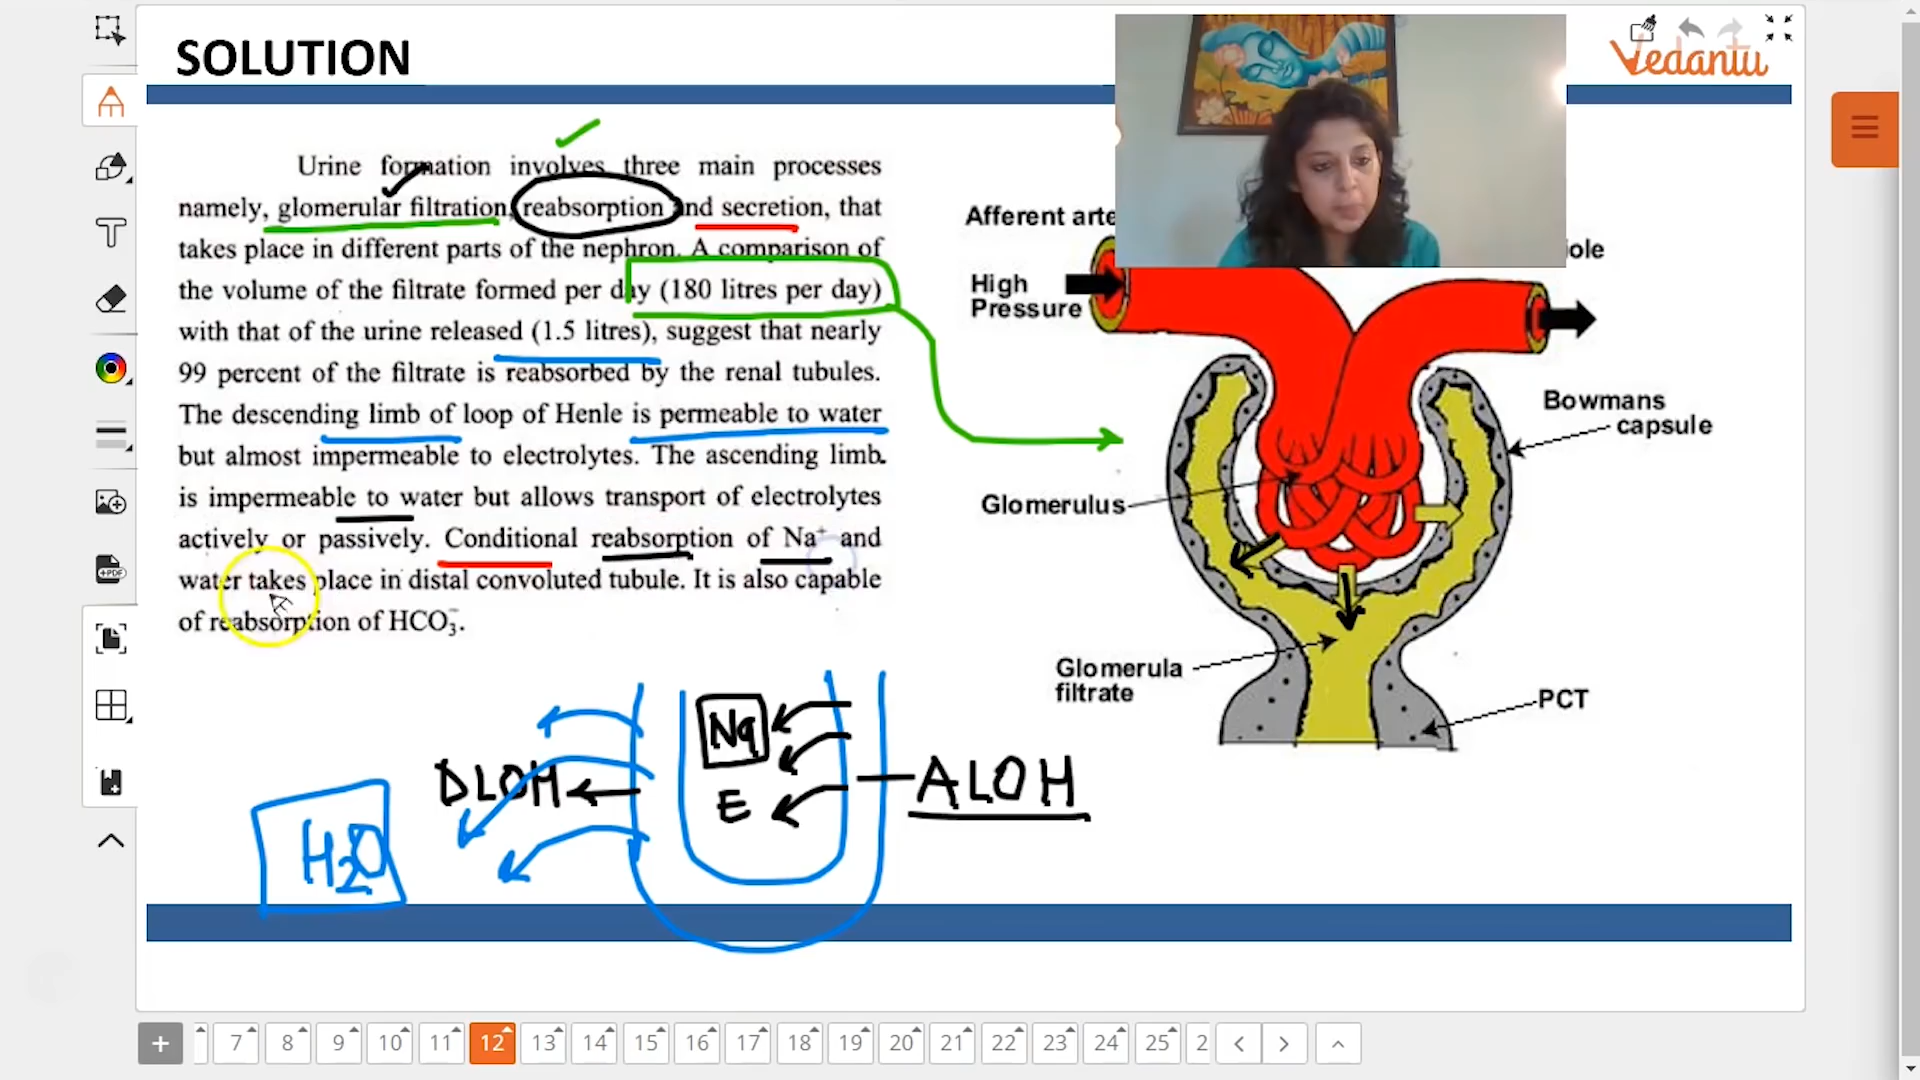 SOLUTION
Vedantu
Urine formation involves three main processes
namely, glomerular filtration, reabsorption and secretion, that
takes place in different parts of the nephron. A comparison of
the volume of the filtrate formed per day (180 litres per day)
with that of the urine released (1.5 litres), suggest that nearly
99 percent of the filtrate is reabsorbed by the renal tubules.
The descending limb of loop of Henle is permeable to water
but almost impermeable to electrolytes. The ascending limb
is impermeable to water but allows transport of electrolytes
actively or passively. Conditional reabsorption of Na⁺ and
water takes place in distal convoluted tubule. It is also capable
of reabsorption of HCO₃⁻.
Afferent arte
iole
High
Pressure
Bowmans
capsule
Glomerulus
Glomerula
filtrate
PCT
Na
DLOH
E
ALOH
H₂O
+PDF
7 8 9 10 11 12 13 14 15 16 17 18 19 20 21 22 23 24 25 2